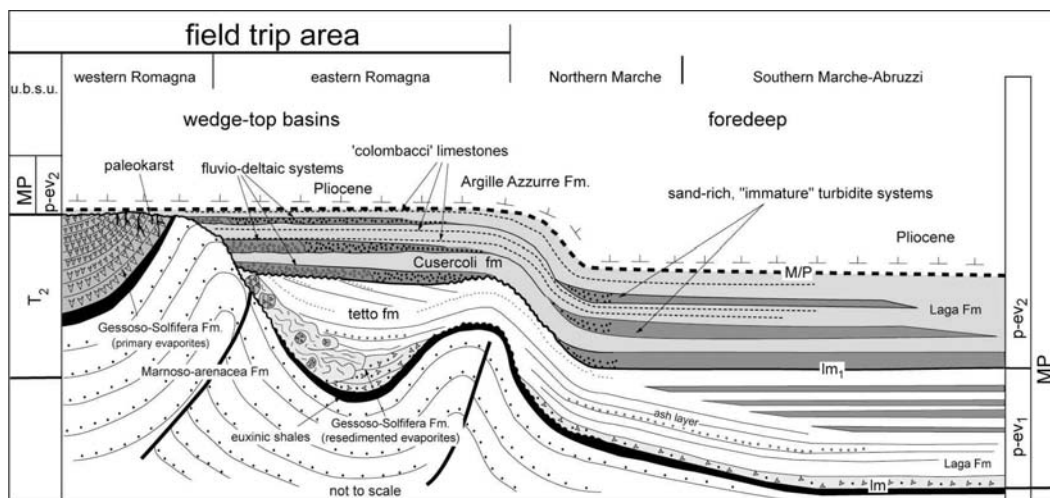 field trip area
western Romagna
eastern Romagna
Northern Marche
Southern Marche-Abruzzi
u.b.s.u.
wedge-top basins
foredeep
'colombacci' limestones
paleokarst
fluvio-deltaic systems
MP
p-ev2
Pliocene
Argille Azzurre Fm.
sand-rich, "immature" turbidite systems
Pliocene
M/P
Cusercoli fm
T2
tetto fm
Laga Fm
p-ev2
Gessoso-Solfifera Fm.
(primary evaporites)
Marnoso-arenacea Fm
lm1
MP
ash layer
p-ev1
euxinic shales
Gessoso-Solfifera Fm.
(resedimented evaporites)
Laga Fm
lm
not to scale